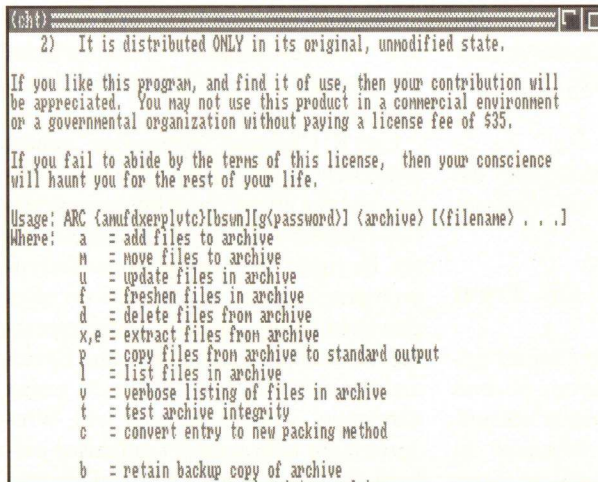 (sht)
2) It is distributed ONLY in its original, unmodified state.
If you like this program, and find it of use, then your contribution will
be appreciated. You may not use this product in a commercial environment
or a governmental organization without paying a license fee of $35.
If you fail to abide by the terms of this license, then your conscience
will haunt you for the rest of your life.
Usage: ARC {amufdxerplvtc}[bswn][g<password>] <archive> [<filename> . . .]
Where: a = add files to archive
m = move files to archive
u = update files in archive
f = freshen files in archive
d = delete files from archive
x,e = extract files from archive
p = copy files from archive to standard output
l = list files in archive
v = verbose listing of files in archive
t = test archive integrity
c = convert entry to new packing method
b = retain backup copy of archive